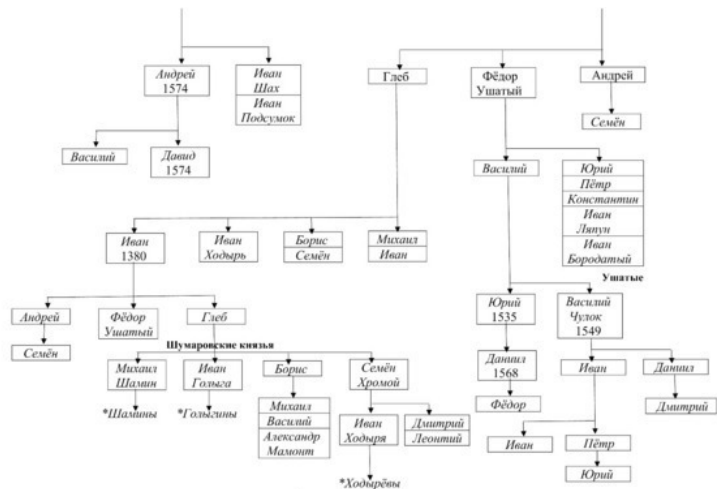 Андрей
1574
Иван
Шах
Иван
Подсумок
Глеб
Фёдор
Ушатый
Андрей
Семён
Василий
Давид
1574
Василий
Юрий
Пётр
Константин
Иван
Ляпун
Иван
Бородатый
Иван
1380
Иван
Ходырь
Борис
Семён
Михаил
Иван
Ушатые
Андрей
Семён
Фёдор
Ушатый
Глеб
Юрий
1535
Василий
Чулок
1549
Шумаровские князья
Михаил
Шамин
Иван
Голыга
Борис
Семён
Хромой
Даниил
1568
Иван
Даниил
*Шамины
*Голыгины
Михаил
Василий
Александр
Мамонт
Иван
Ходыря
Дмитрий
Леонтий
Фёдор
Дмитрий
Иван
Пётр
*Ходырёвы
Юрий